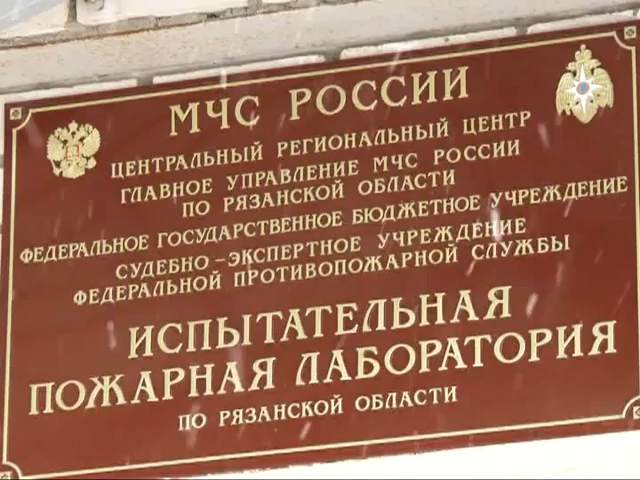 МЧС РОССИИ
ЦЕНТРАЛЬНЫЙ РЕГИОНАЛЬНЫЙ ЦЕНТР
ГЛАВНОЕ УПРАВЛЕНИЕ МЧС РОССИИ
ПО РЯЗАНСКОЙ ОБЛАСТИ
ФЕДЕРАЛЬНОЕ ГОСУДАРСТВЕННОЕ БЮДЖЕТНОЕ УЧРЕЖДЕНИЕ
СУДЕБНО-ЭКСПЕРТНОЕ УЧРЕЖДЕНИЕ
ФЕДЕРАЛЬНОЙ ПРОТИВОПОЖАРНОЙ СЛУЖБЫ
ИСПЫТАТЕЛЬНАЯ
ПОЖАРНАЯ ЛАБОРАТОРИЯ
ПО РЯЗАНСКОЙ ОБЛАСТИ